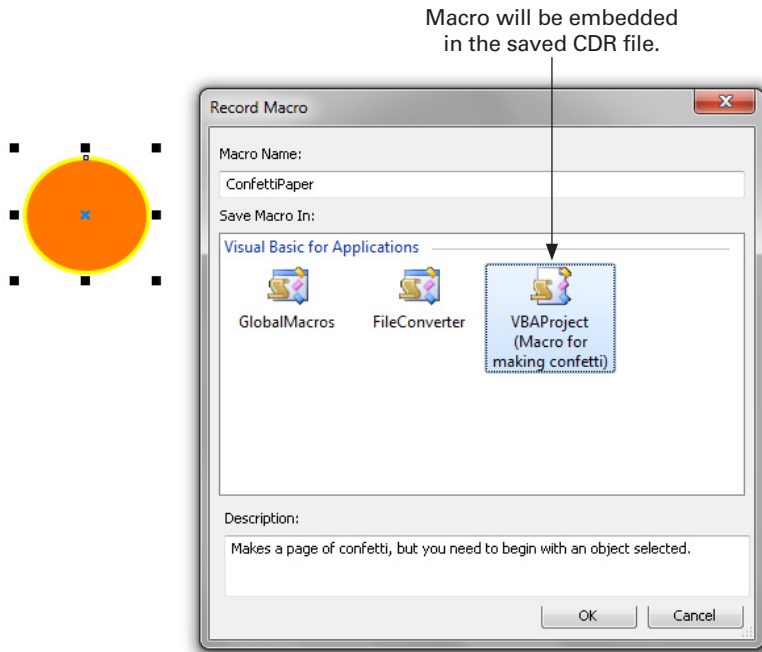 Macro will be embedded
in the saved CDR file.
Record Macro
Macro Name:
ConfettiPaper
Save Macro In:
Visual Basic for Applications
GlobalMacros
FileConverter
VBAProject
(Macro for
making confetti)
Description:
Makes a page of confetti, but you need to begin with an object selected.
OK
Cancel